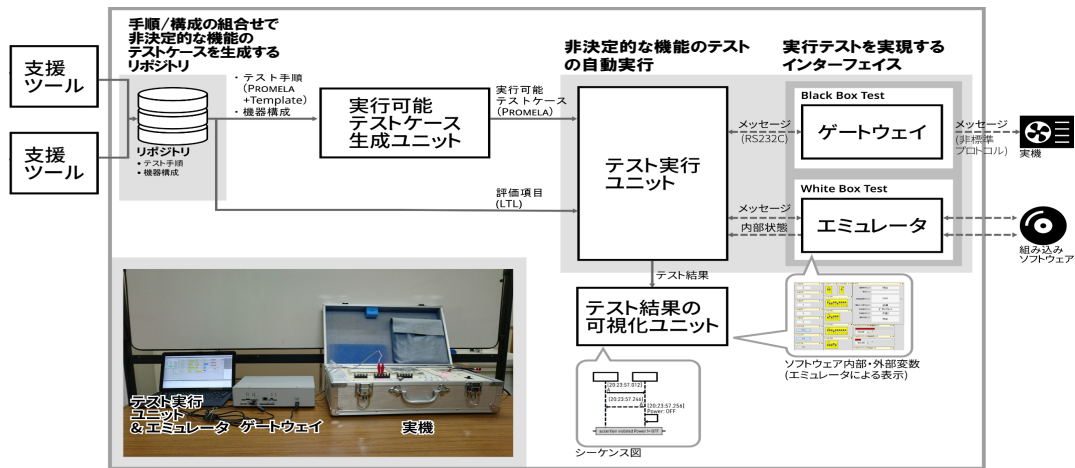 手順/構成の組合せで
非決定的な機能の
テストケースを生成する
リポジトリ
非決定的な機能のテスト
の自動実行
実行テストを実現する
インターフェイス
支援
ツール
支援
ツール
リポジトリ
• テスト手順
• 機器構成
・テスト手順
(PROMELA
+Template)
・機器構成
実行可能
テストケース
生成ユニット
実行可能
テストケース
(PROMELA)
評価項目
(LTL)
テスト実行
ユニット
メッセージ
(RS232C)
Black Box Test
ゲートウェイ
メッセージ
(非標準
プロトコル)
実機
White Box Test
メッセージ
内部状態
エミュレータ
組み込み
ソフトウェア
テスト結果
テスト結果の
可視化ユニット
ソフトウェア内部・外部変数
(エミュレータによる表示)
[20:23:57.012]
[20:23:57.246]
[20:23:57.256]
Power: OFF
シーケンス図
テスト実行
ユニット
&エミュレータ
ゲートウェイ
実機